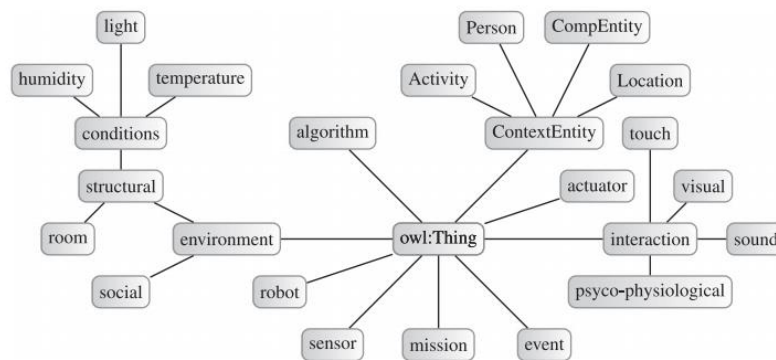 light
Person
CompEntity
humidity
temperature
Activity
Location
conditions
algorithm
ContextEntity
touch
structural
actuator
visual
room
environment
owl:Thing
interaction
sound
social
robot
psyco-physiological
sensor
mission
event